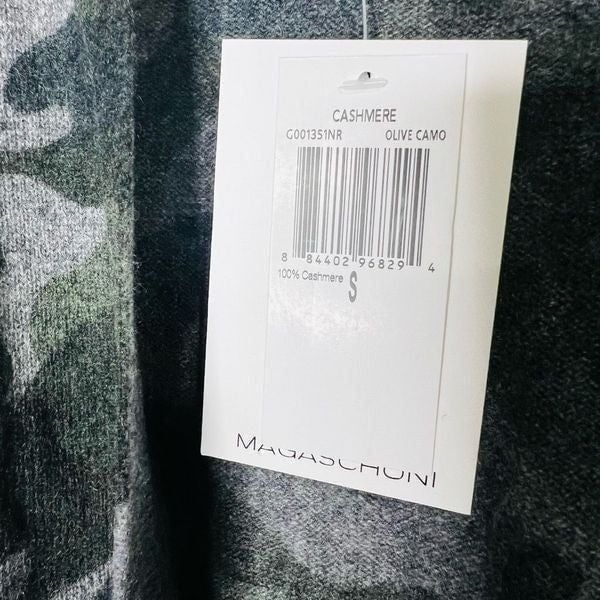 CASHMERE
G001351NR OLIVE CAMO
8 84402 96829 4
100% Cashmere S
MAGASCHONI